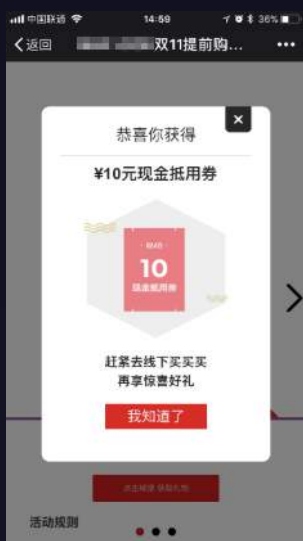 中国联通
14:59
36%
返回
双11提前购...
恭喜你获得
¥10元现金抵用券
10
现金抵用券
赶紧去线下买买买
再享惊喜好礼
我知道了
活动规则